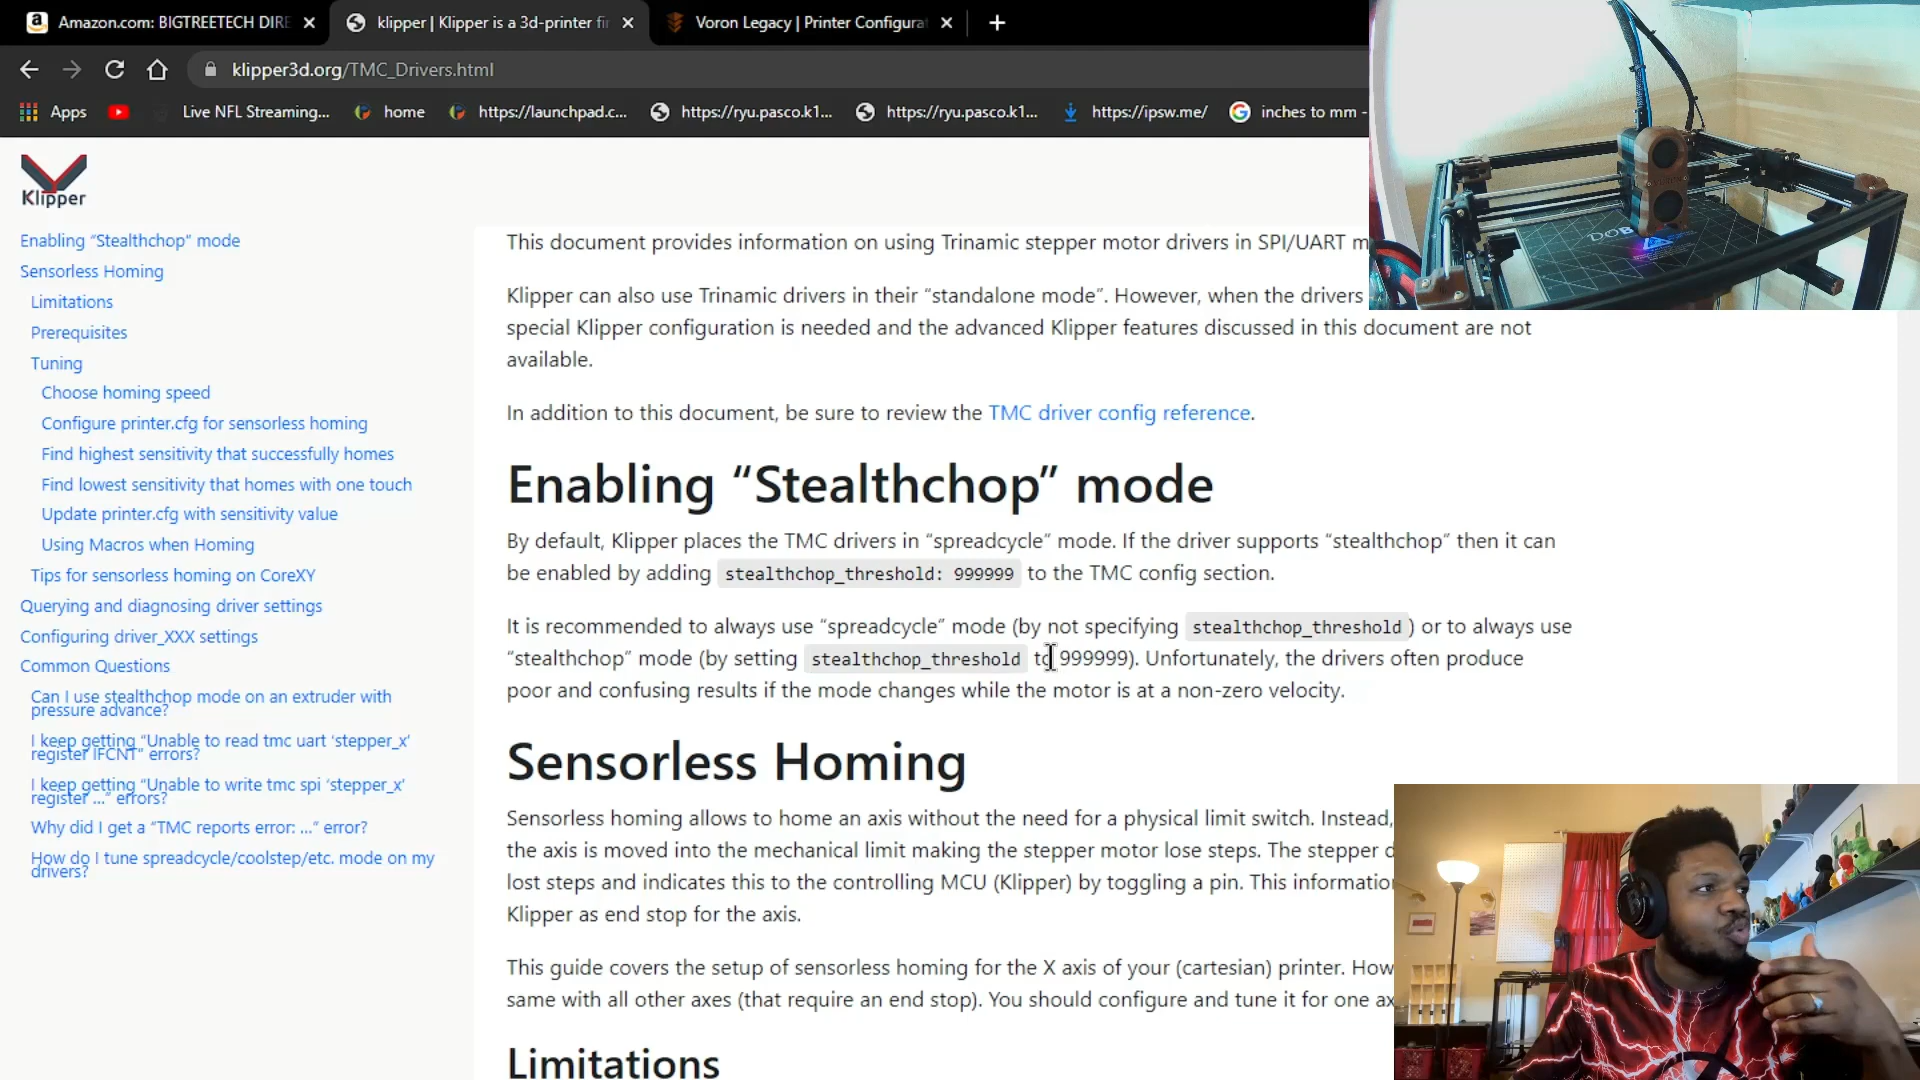 Amazon.com: BIGTREETECH DIRE
klipper | Klipper is a 3d-printer fir
Voron Legacy | Printer Configurat
klipper3d.org/TMC_Drivers.html
Apps
Live NFL Streaming...
home
https://launchpad.c...
https://ryu.pasco.k1...
https://ryu.pasco.k1...
https://ipsw.me/
inches to mm -
Klipper
Enabling “Stealthchop” mode
Sensorless Homing
Limitations
Prerequisites
Tuning
Choose homing speed
Configure printer.cfg for sensorless homing
Find highest sensitivity that successfully homes
Find lowest sensitivity that homes with one touch
Update printer.cfg with sensitivity value
Using Macros when Homing
Tips for sensorless homing on CoreXY
Querying and diagnosing driver settings
Configuring driver_XXX settings
Common Questions
Can I use stealthchop mode on an extruder with
pressure advance?
I keep getting “Unable to read tmc uart ‘stepper_x’
register IFCNT” errors?
I keep getting “Unable to write tmc spi ‘stepper_x’
register ...” errors?
Why did I get a “TMC reports error: ...” error?
How do I tune spreadcycle/coolstep/etc. mode on my
drivers?
This document provides information on using Trinamic stepper motor drivers in SPI/UART m
Klipper can also use Trinamic drivers in their “standalone mode”. However, when the drivers
special Klipper configuration is needed and the advanced Klipper features discussed in this document are not
available.
In addition to this document, be sure to review the TMC driver config reference.
Enabling “Stealthchop” mode
By default, Klipper places the TMC drivers in “spreadcycle” mode. If the driver supports “stealthchop” then it can
be enabled by adding stealthchop_threshold: 999999 to the TMC config section.
It is recommended to always use “spreadcycle” mode (by not specifying stealthchop_threshold) or to always use
“stealthchop” mode (by setting stealthchop_threshold to 999999). Unfortunately, the drivers often produce
poor and confusing results if the mode changes while the motor is at a non-zero velocity.
Sensorless Homing
Sensorless homing allows to home an axis without the need for a physical limit switch. Instead,
the axis is moved into the mechanical limit making the stepper motor lose steps. The stepper d
lost steps and indicates this to the controlling MCU (Klipper) by toggling a pin. This informatio
Klipper as end stop for the axis.
This guide covers the setup of sensorless homing for the X axis of your (cartesian) printer. How
same with all other axes (that require an end stop). You should configure and tune it for one ax
Limitations